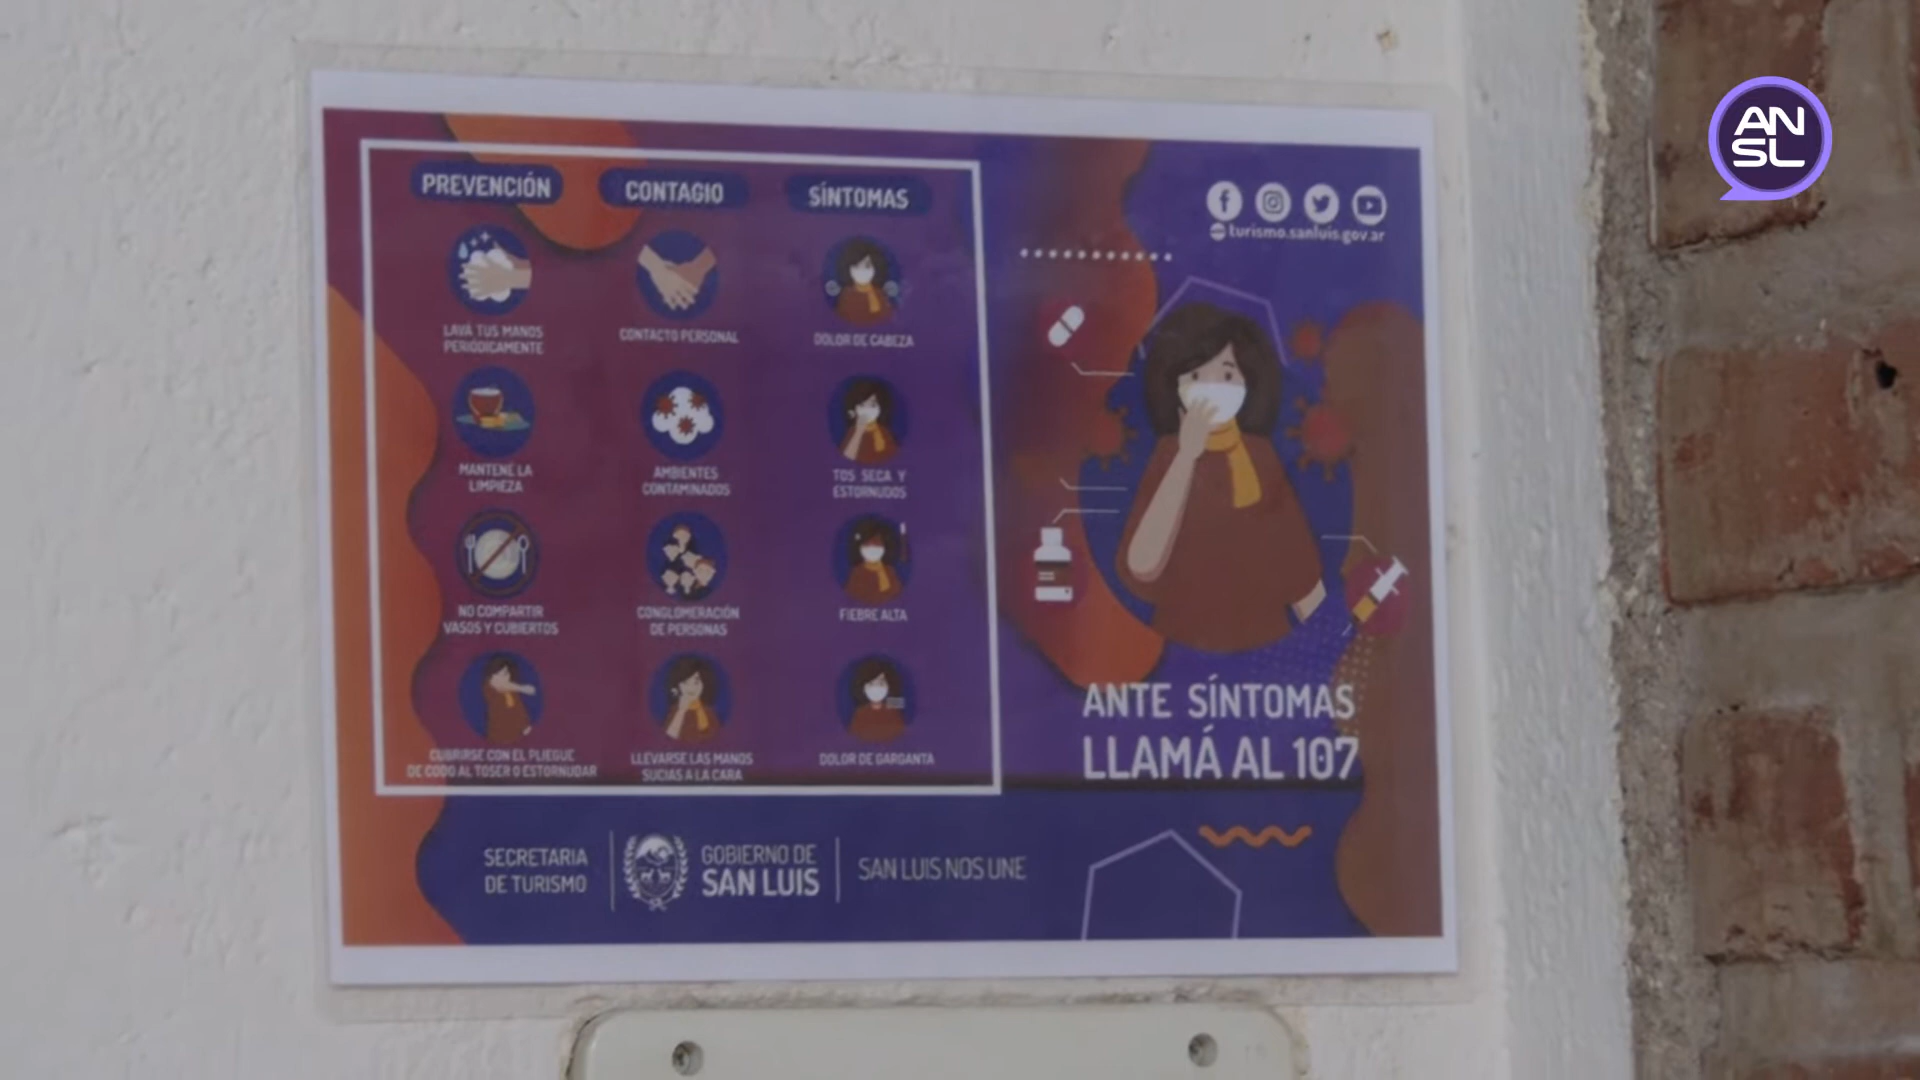 AN
SL
PREVENCIÓN
CONTAGIO
SÍNTOMAS
LAVÁ TUS MANOS
PERIÓDICAMENTE
CONTACTO PERSONAL
DOLOR DE CABEZA
MANTENÉ LA
LIMPIEZA
AMBIENTES
CONTAMINADOS
TOS SECA Y
ESTORNUDOS
NO COMPARTIR
VASOS Y CUBIERTOS
CONGLOMERACIÓN
DE PERSONAS
FIEBRE ALTA
CUBRIRSE CON EL PLIEGUE
DE CODO AL TOSER O ESTORNUDAR
LLEVARSE LAS MANOS
SUCIAS A LA CARA
DOLOR DE GARGANTA
turismo.sanluis.gov.ar
ANTE SÍNTOMAS
LLAMÁ AL 107
SECRETARIA
DE TURISMO
GOBIERNO DE
SAN LUIS
SAN LUIS NOS UNE